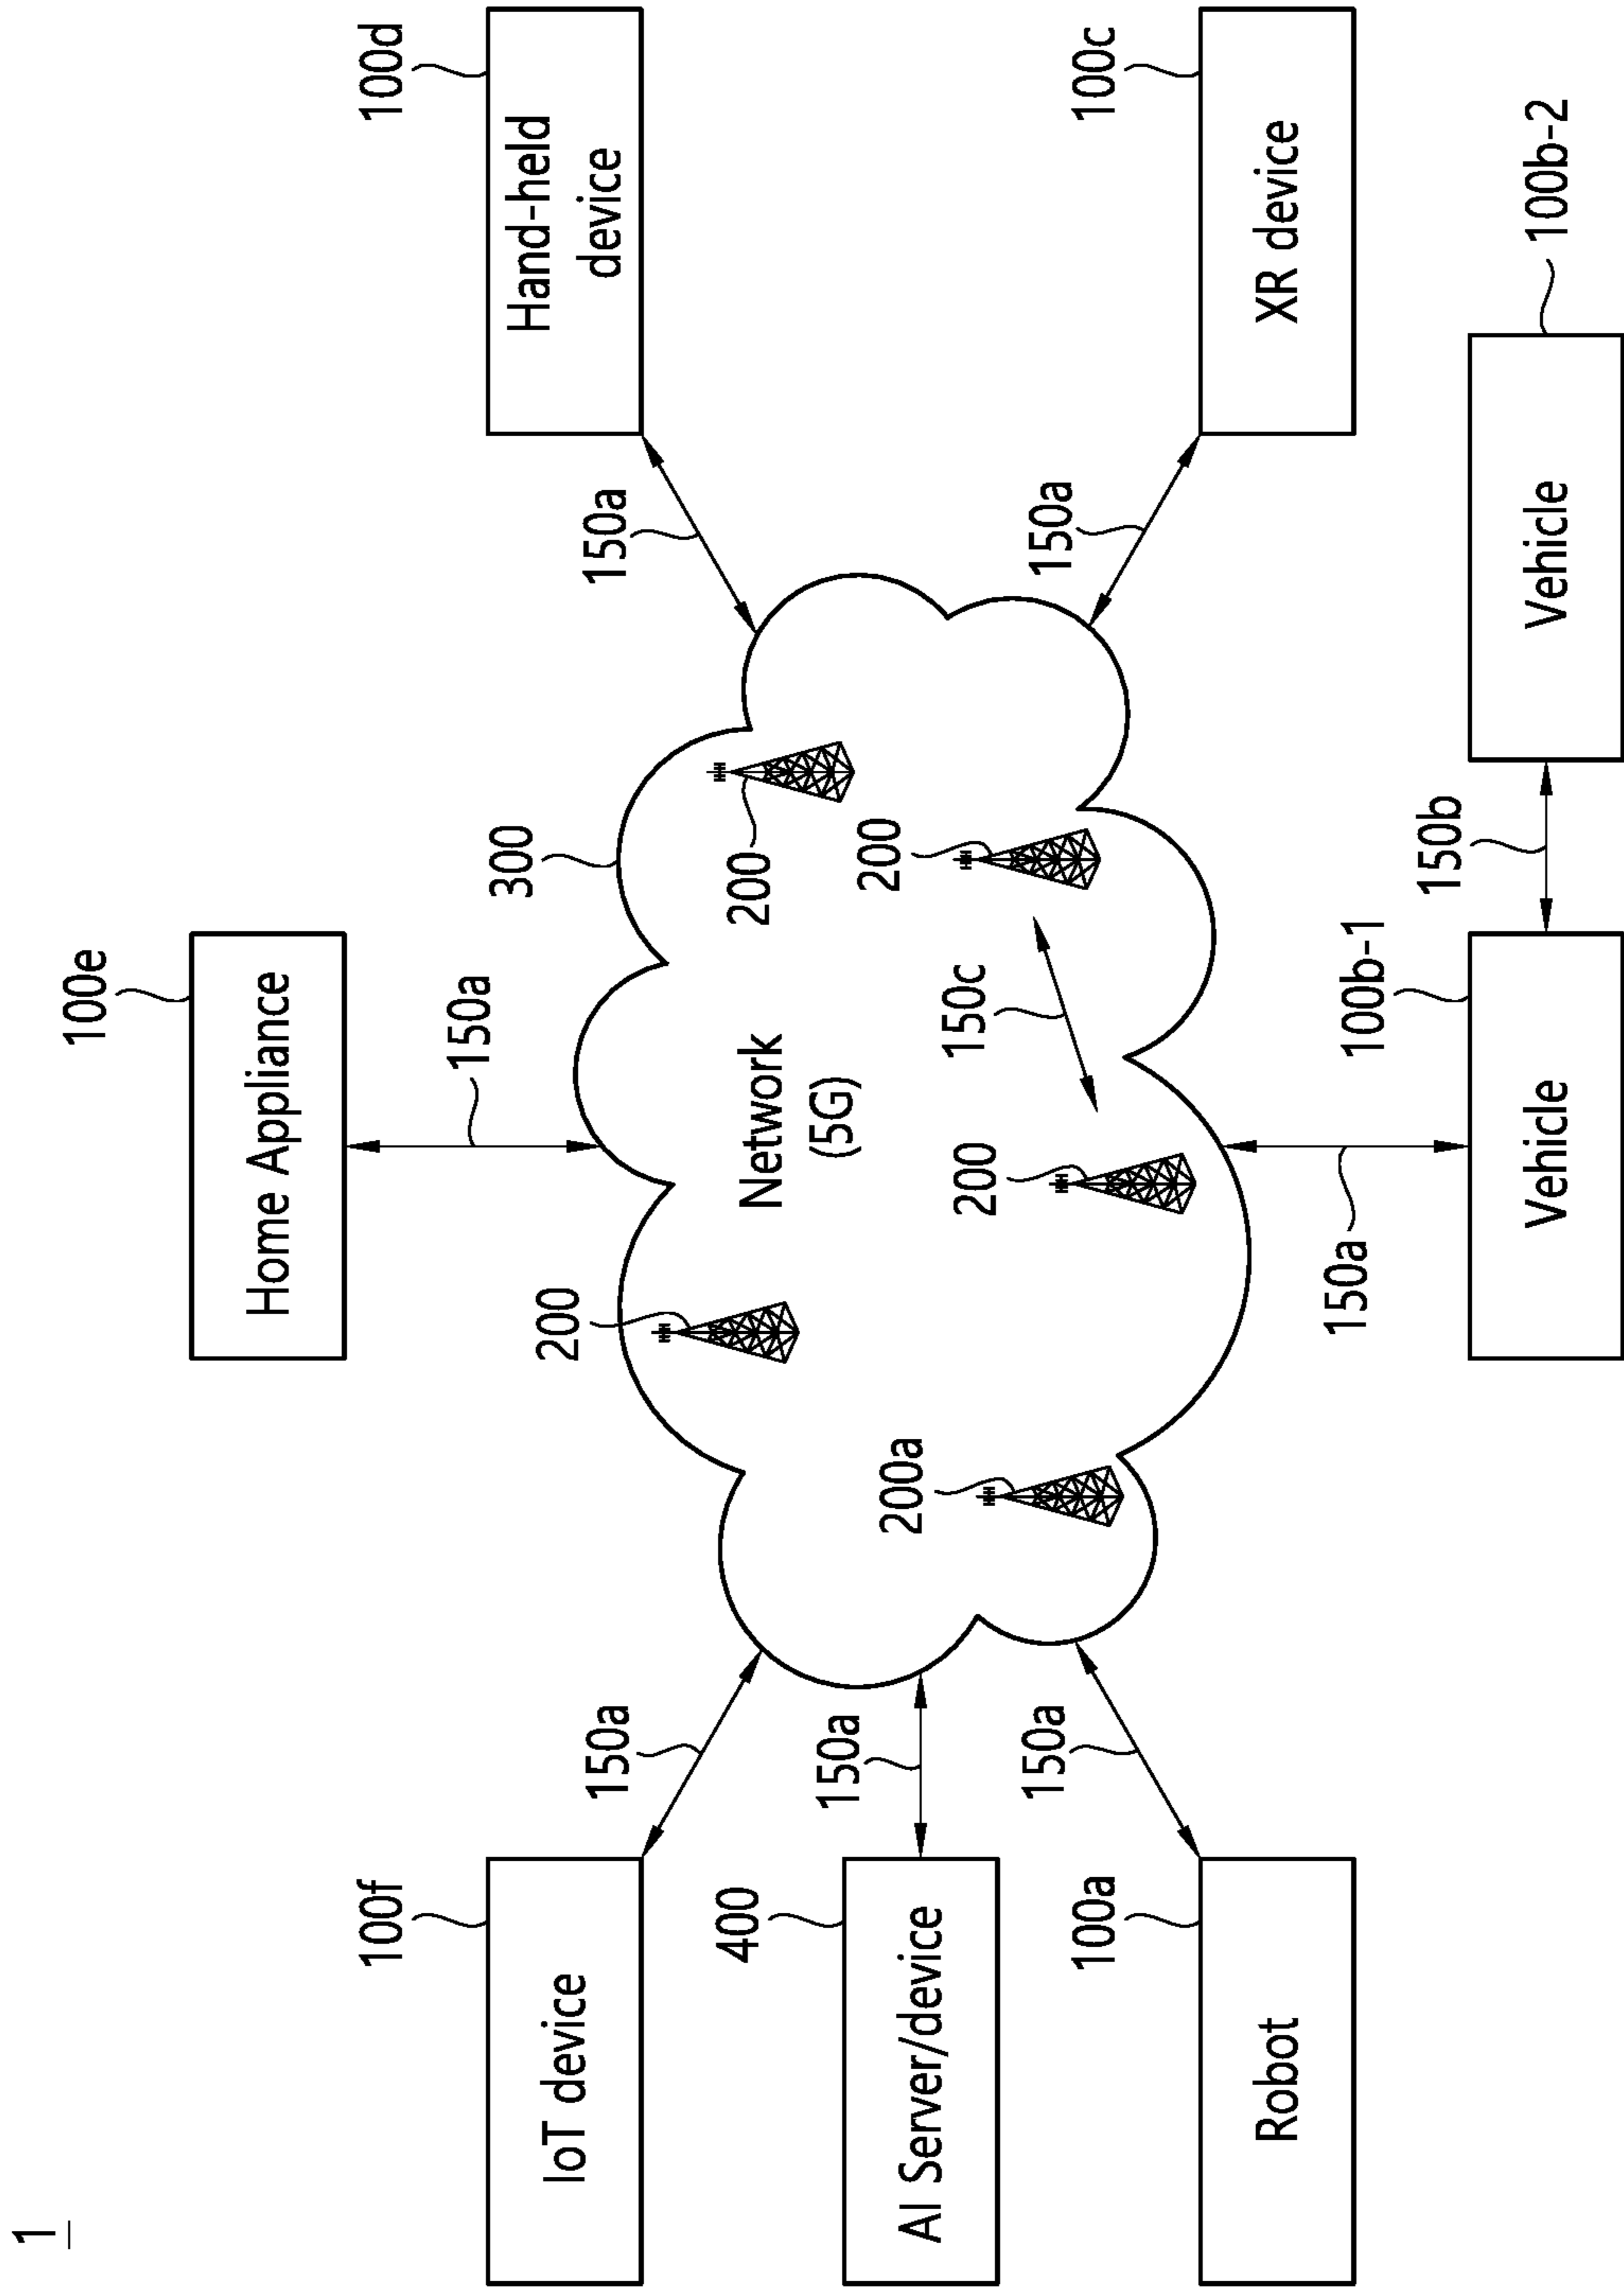 1
100e
Home Appliance
150a
100f
IoT device
150a
300
150a
100d
Hand-held
device
200
200
Network
(5G)
400
AI Server/device
150a
200a
200
150c
200
100a
Robot
150a
150a
100c
XR device
150a
100b-1
Vehicle
150b
100b-2
Vehicle